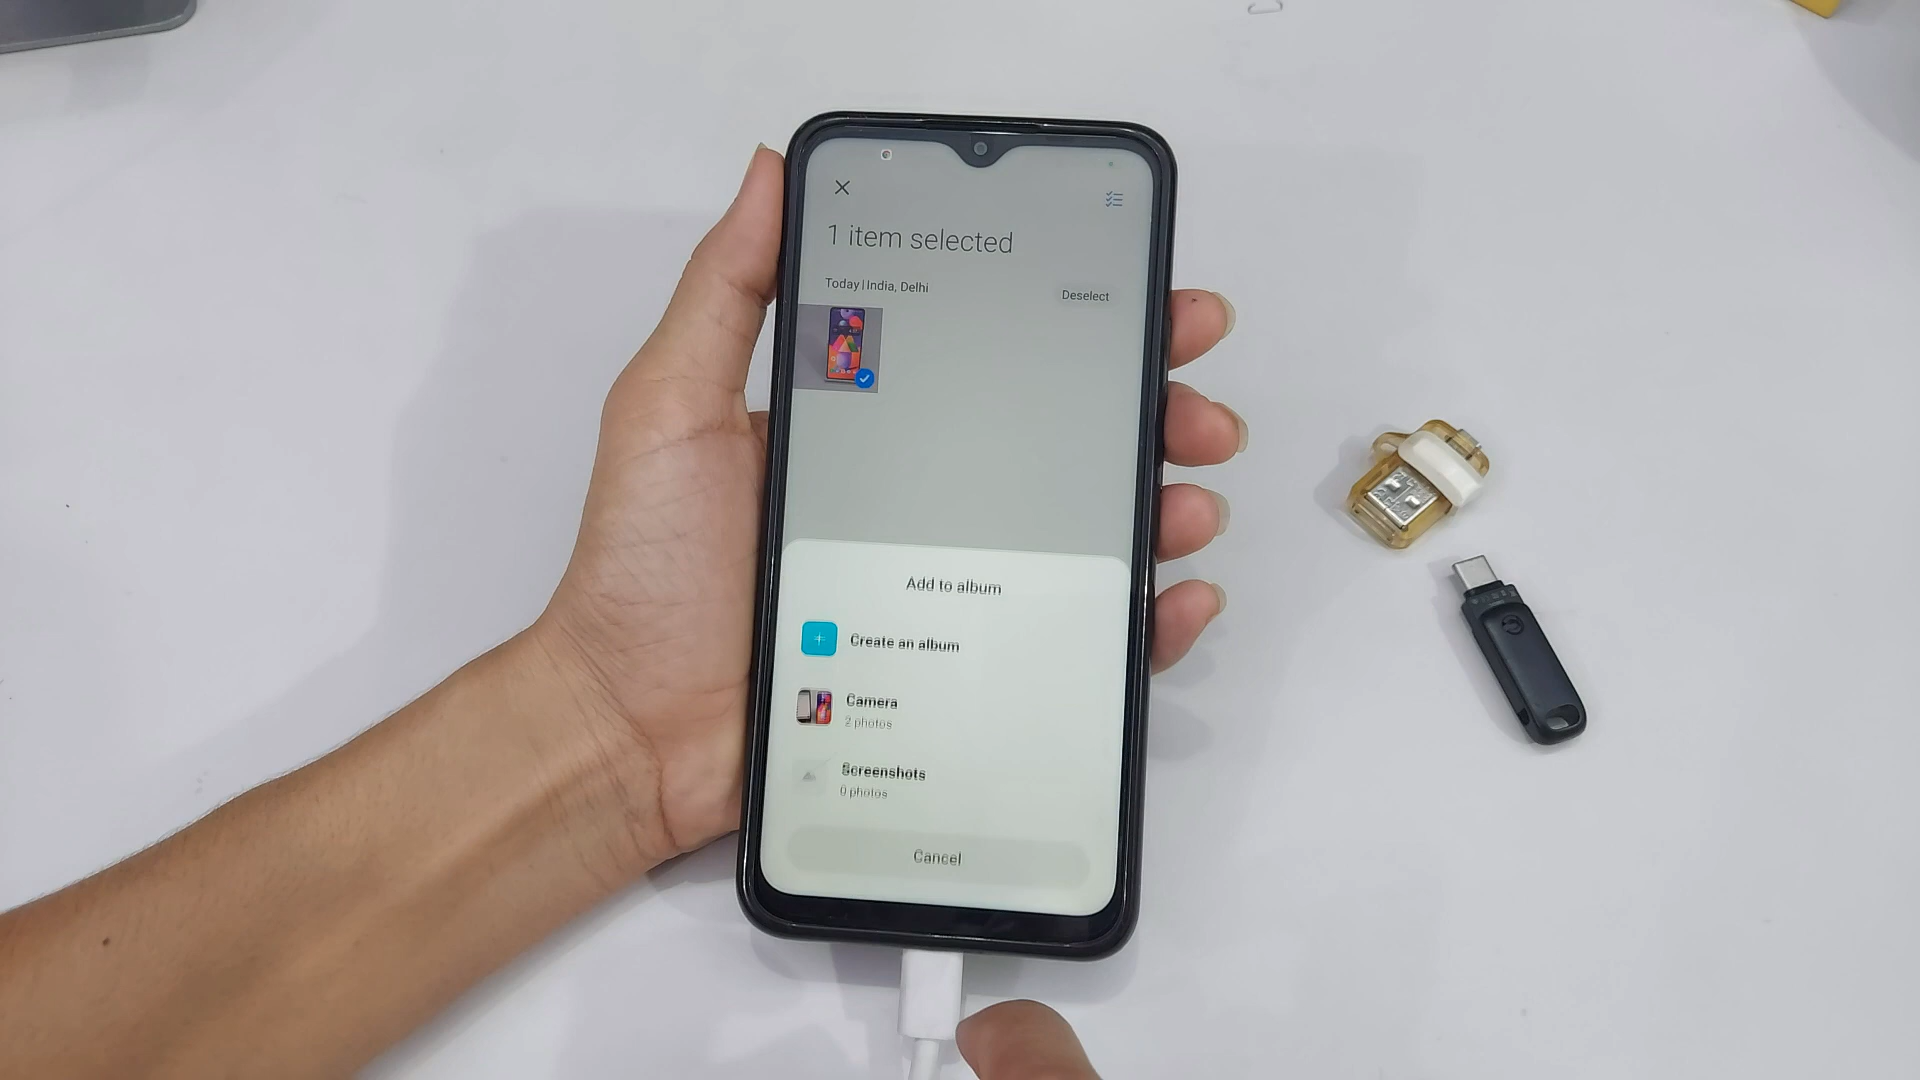 1 item selected
Today | India, Delhi
Deselect
Add to album
Create an album
Camera
2 photos
Screenshots
0 photos
Cancel